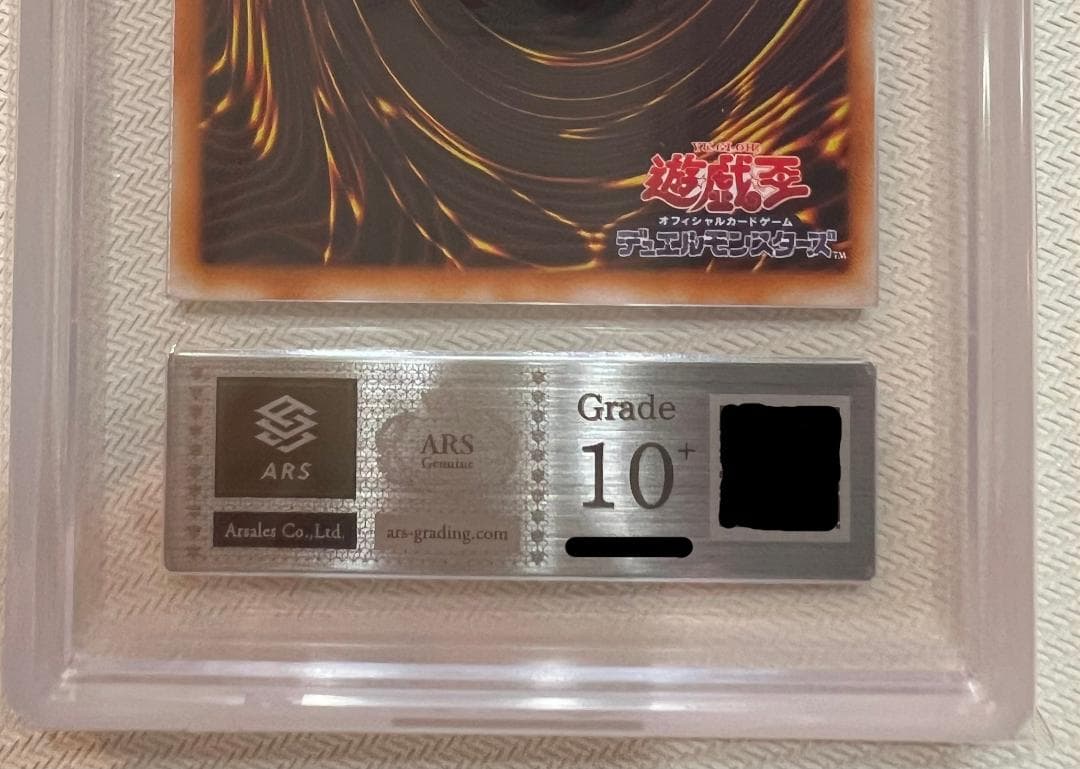 YU-GI-OH!
遊戯王
オフィシャルカードゲーム
デュエルモンスターズ™
ARS
Arsales Co.,Ltd.
ARS
Genuine
ars-grading.com
Grade
10+